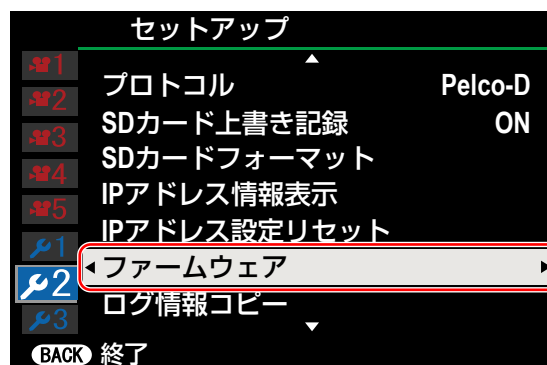 セットアップ
1
2
3
4
5
1
2
3
プロトコル Pelco-D
SDカード上書き記録 ON
SDカードフォーマット
IPアドレス情報表示
IPアドレス設定リセット
ファームウェア
ログ情報コピー
BACK 終了